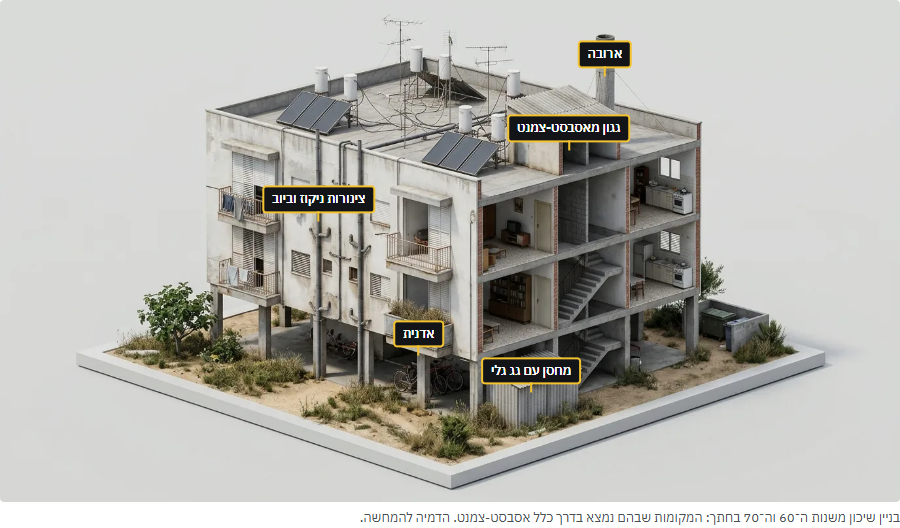 ארובה
גגון מאסבסט-צמנט
צינורות ניקוז וביוב
אדנית
מחסן עם גג גלי
בניין שיכון משנות ה־60 וה־70 בחתך: המקומות שבהם נמצא בדרך כלל אסבסט-צמנט. הדמיה להמחשה.